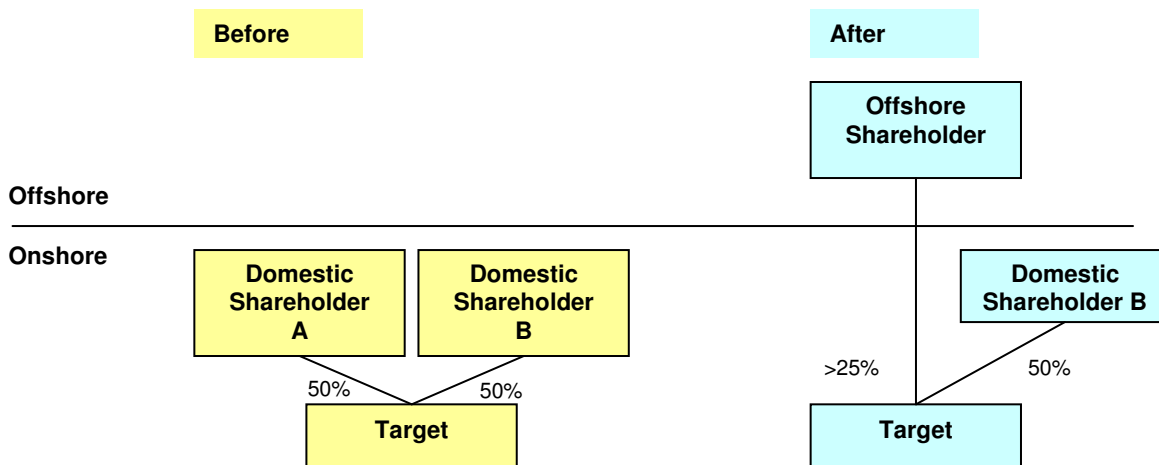 Before
After
Offshore
Shareholder
Offshore
Onshore
Domestic
Shareholder
A
Domestic
Shareholder
B
Domestic
Shareholder B
50%
50%
>25%
50%
Target
Target